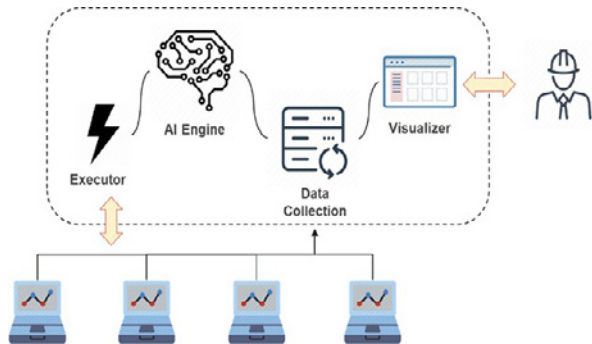 AI Engine
Visualizer
Executor
Data
Collection